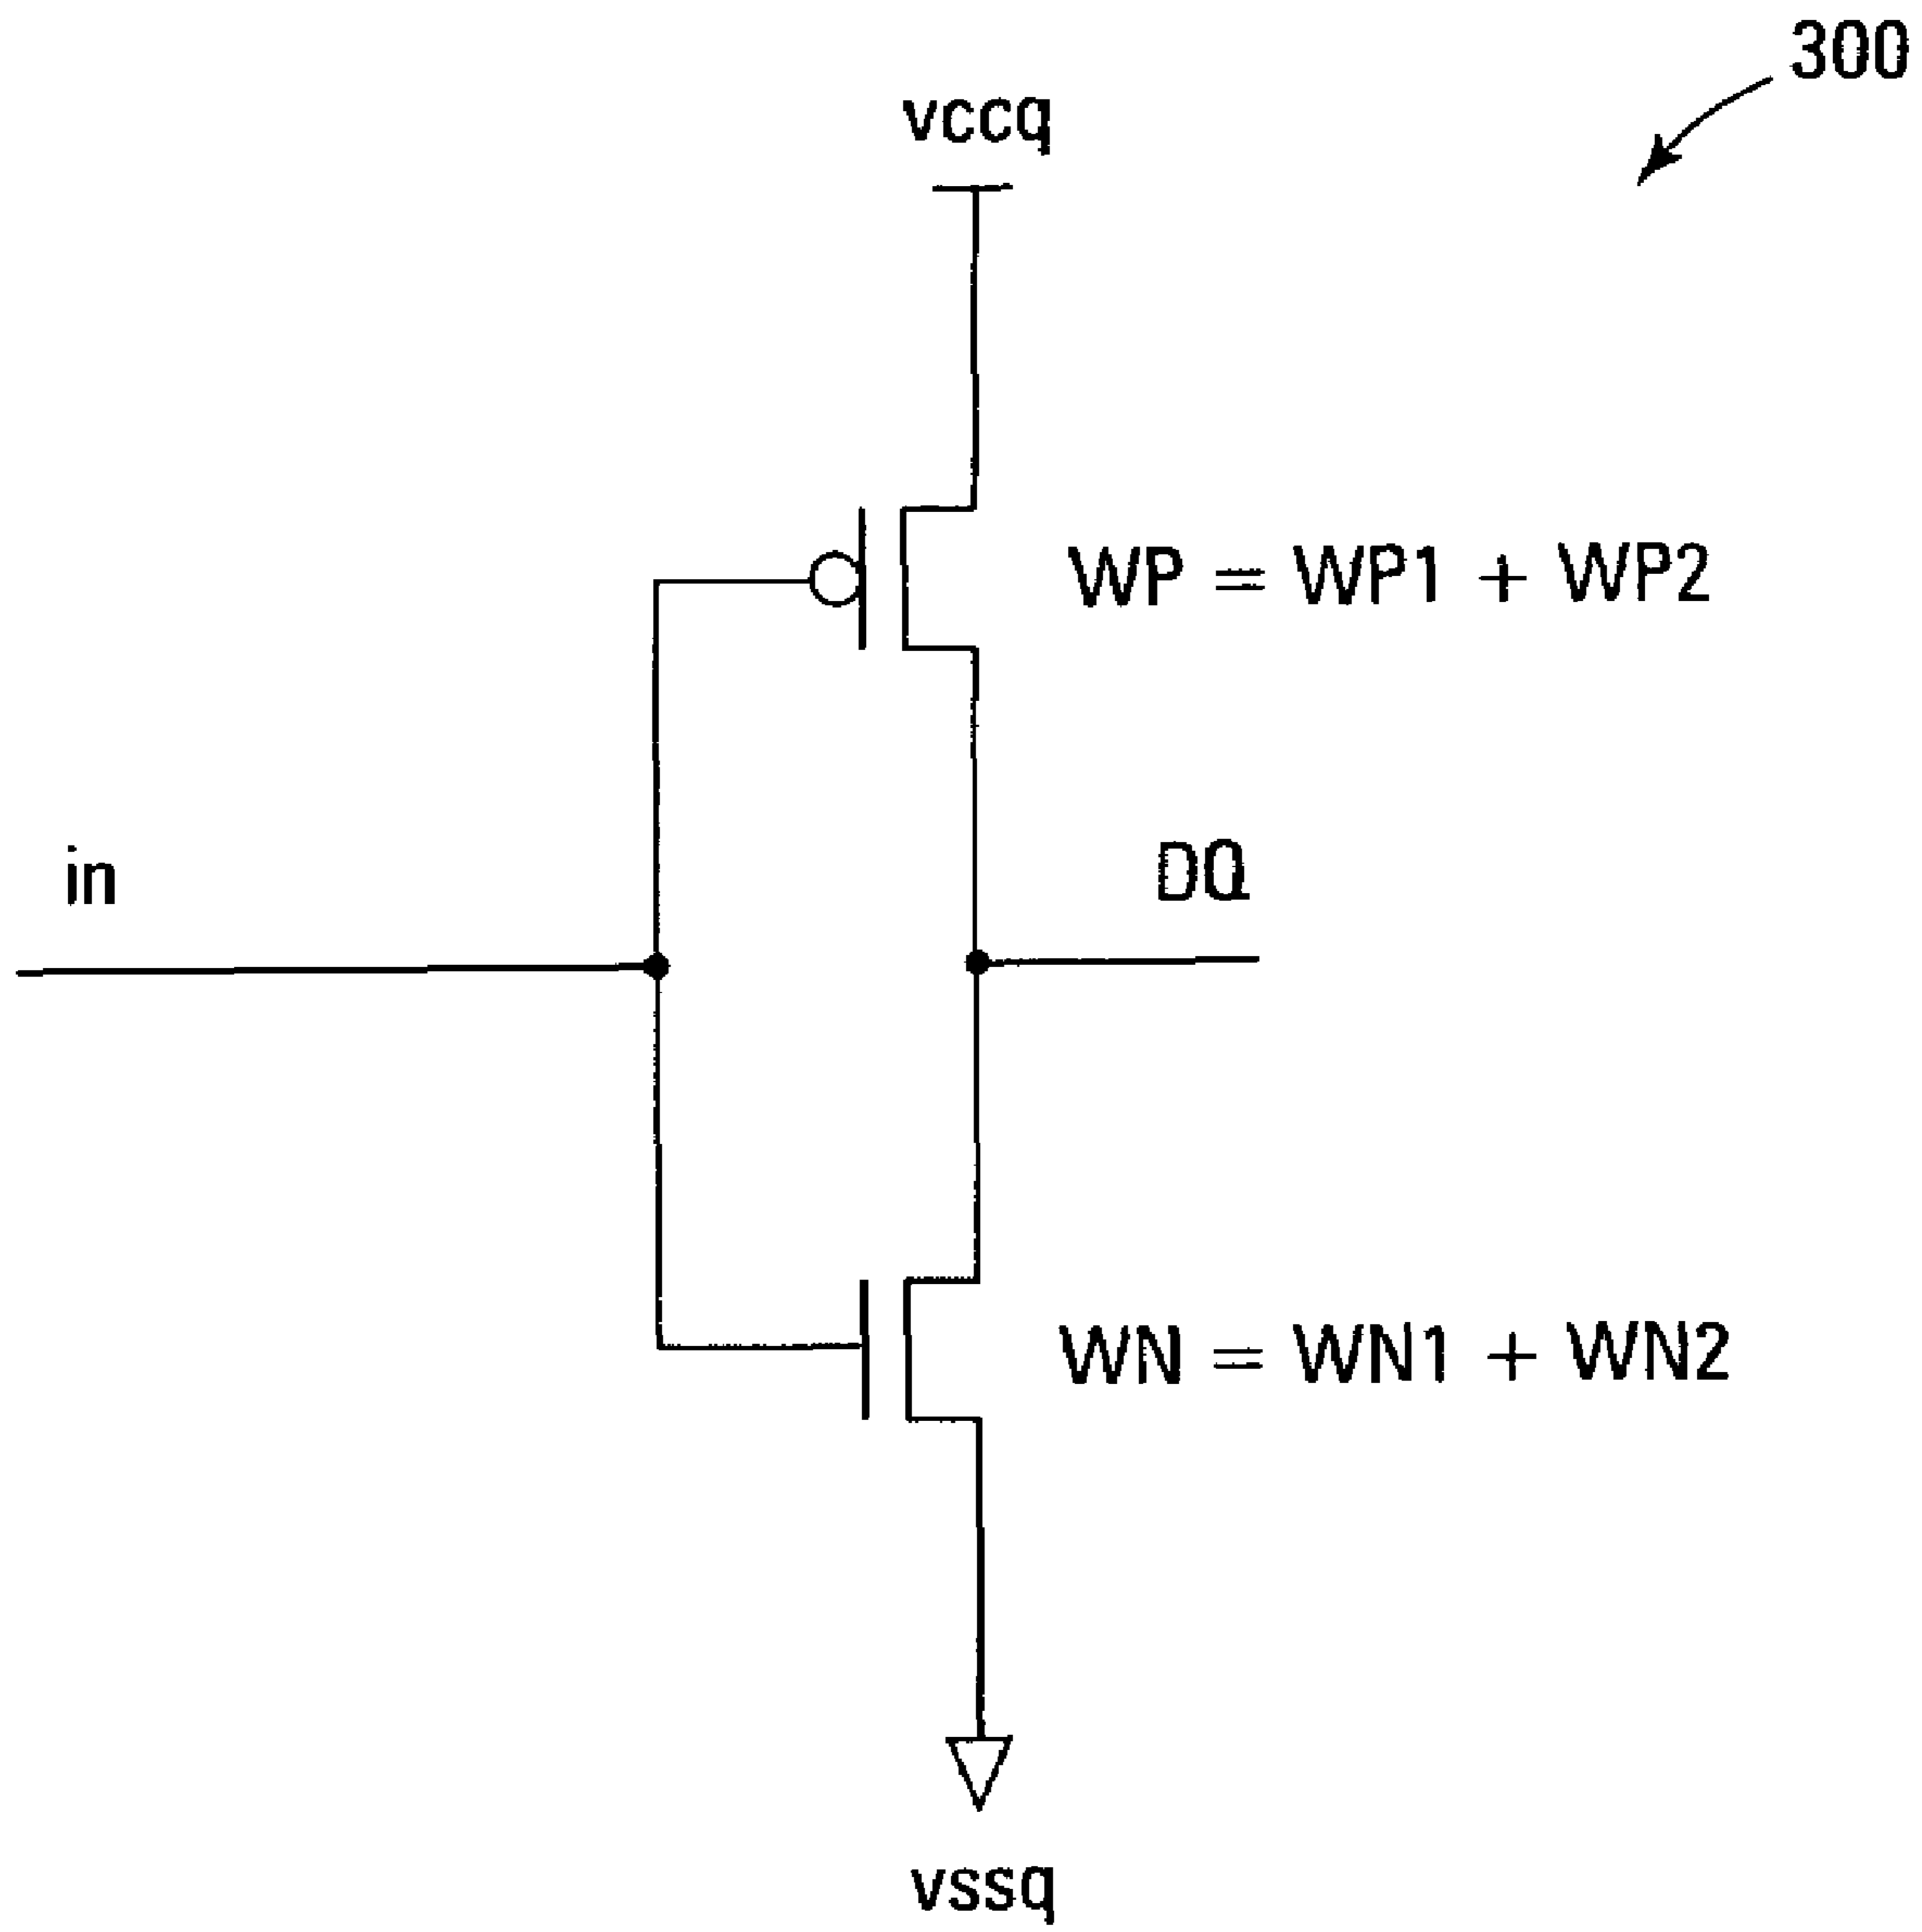 300
vccq
WP = WP1 + WP2
in
DQ
WN = WN1 + WN2
vssq